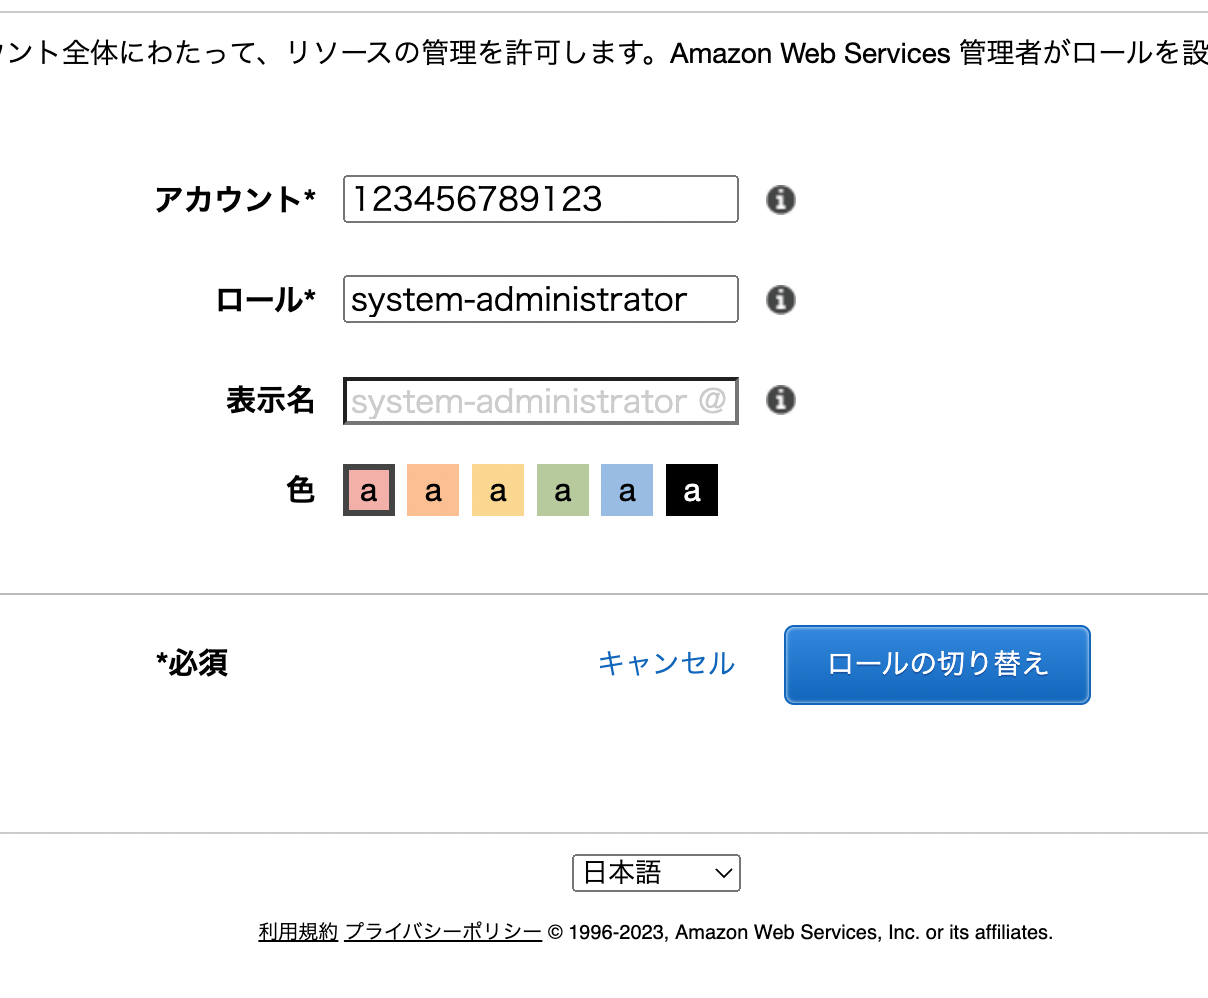 ント全体にわたって、リソースの管理を許可します。Amazon Web Services 管理者がロールを設
アカウント* 123456789123
ロール* system-administrator
表示名 system-administrator @
色 a a a a a a
*必須 キャンセル ロールの切り替え
日本語
利用規約 プライバシーポリシー © 1996-2023, Amazon Web Services, Inc. or its affiliates.